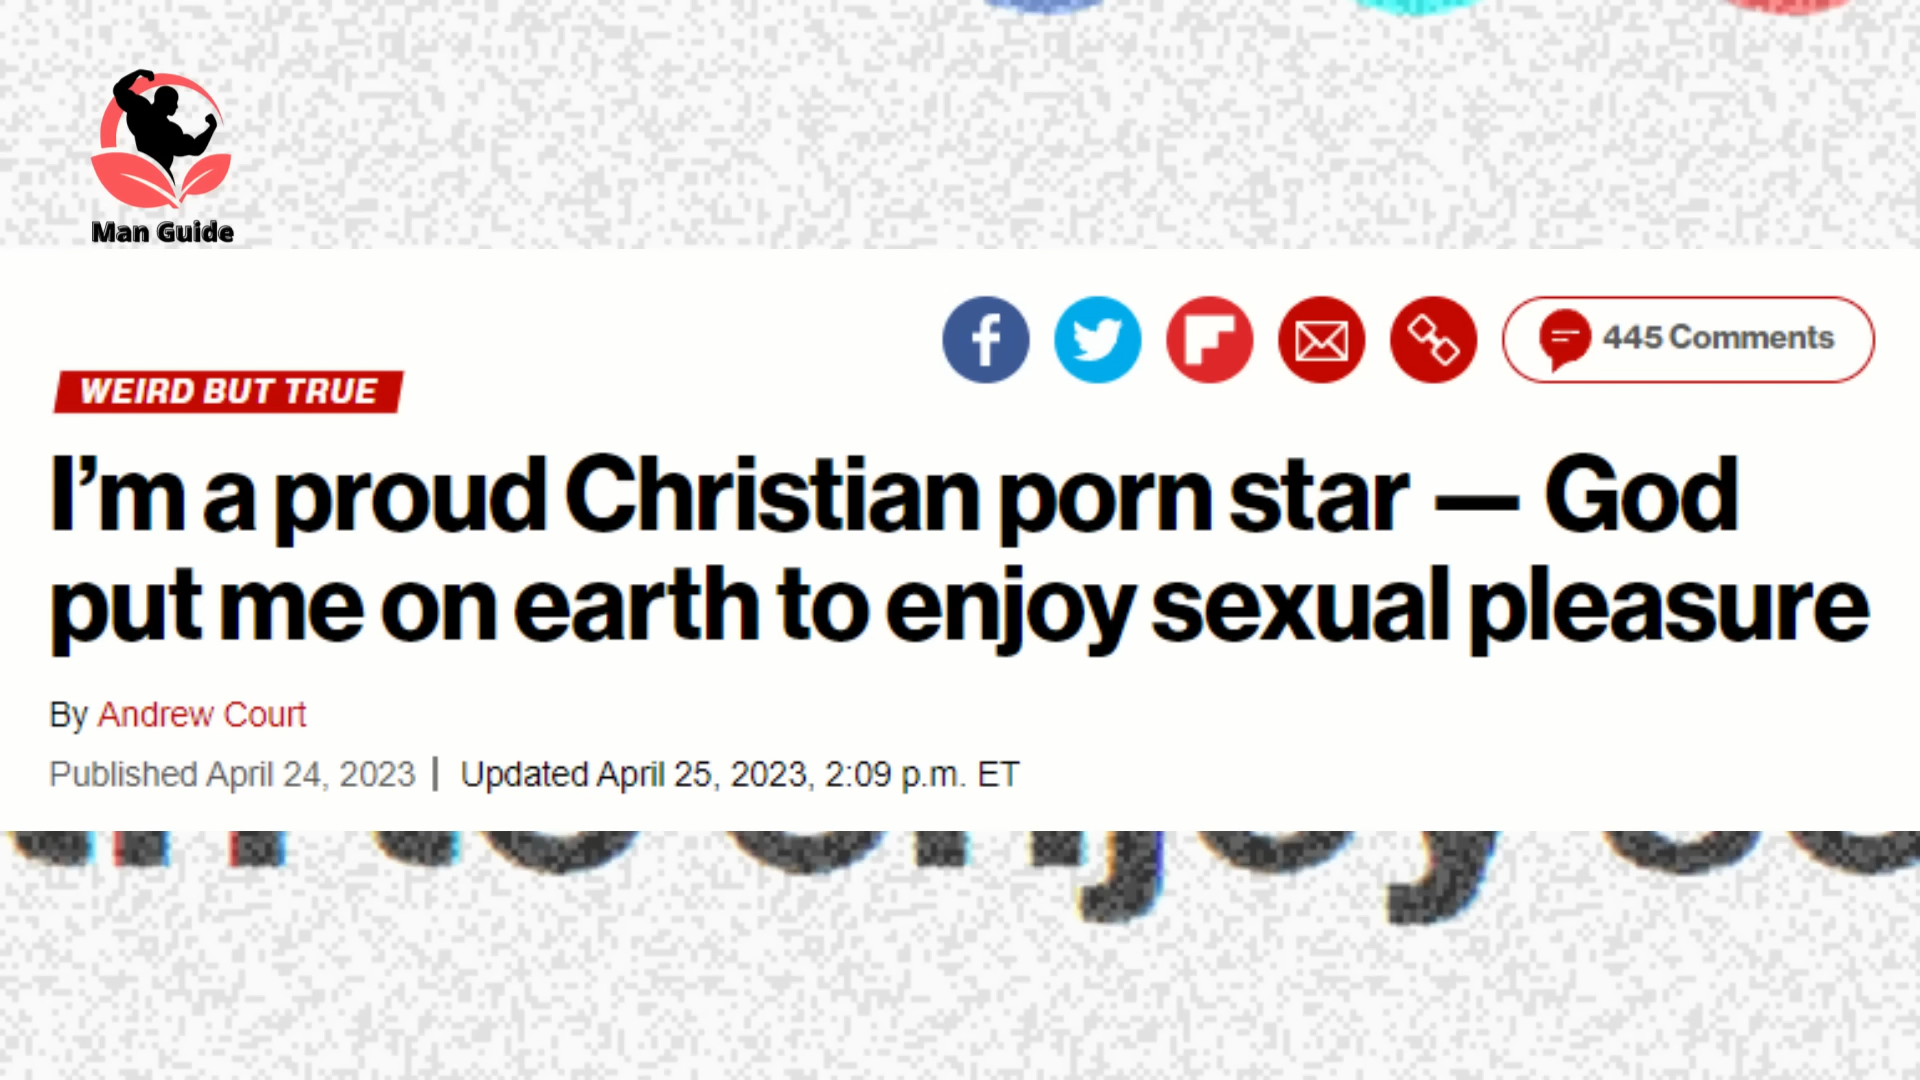 Man Guide
445 Comments
WEIRD BUT TRUE
I'm a proud Christian porn star — God
put me on earth to enjoy sexual pleasure
By Andrew Court
Published April 24, 2023 | Updated April 25, 2023, 2:09 p.m. ET